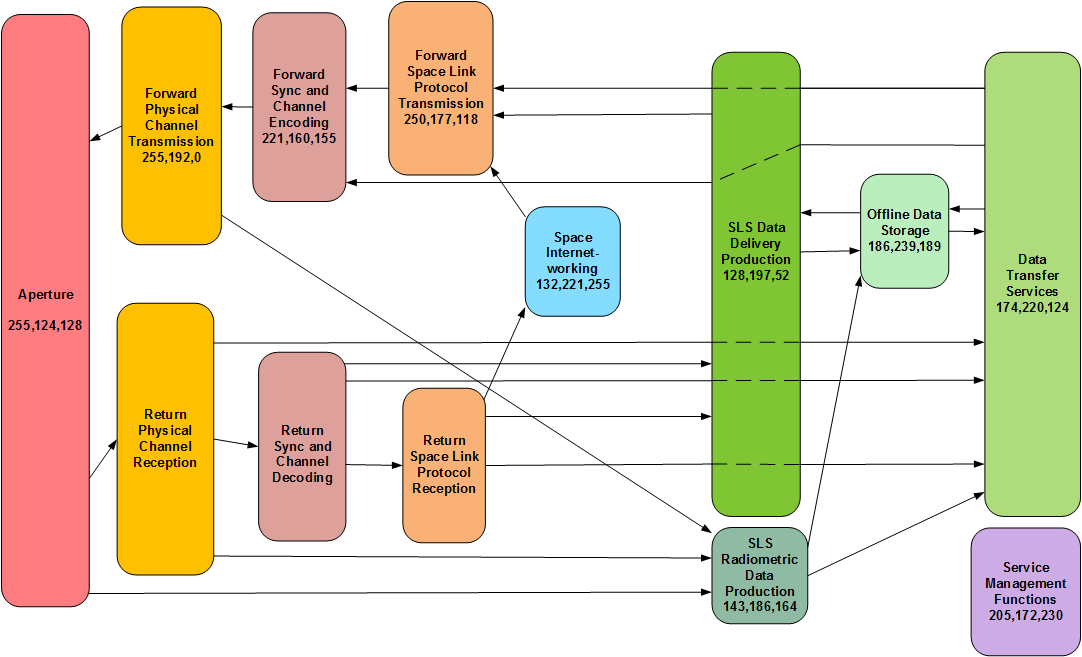 Aperture
255,124,128
Forward
Physical
Channel
Transmission
255,192,0
Forward
Sync and
Channel
Encoding
221,160,155
Forward
Space Link
Protocol
Transmission
250,177,118
Space
Internet-
working
132,221,255
SLS Data
Delivery
Production
128,197,52
Offline Data
Storage
186,239,189
Data
Transfer
Services
174,220,124
Return
Physical
Channel
Reception
Return
Sync and
Channel
Decoding
Return
Space Link
Protocol
Reception
SLS
Radiometric
Data
Production
143,186,164
Service
Management
Functions
205,172,230